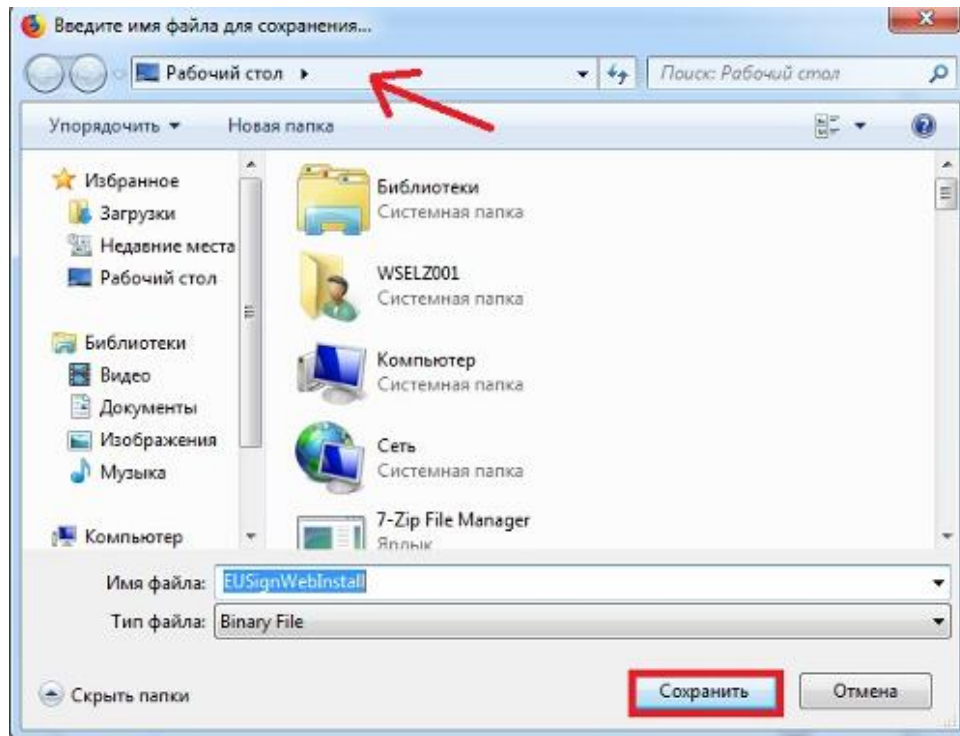 Введите имя файла для сохранения...
Рабочий стол
Поиск: Рабочий стол
Упорядочить
Новая папка
Избранное
Загрузки
Недавние места
Рабочий стол
Библиотеки
Видео
Документы
Изображения
Музыка
Компьютер
Библиотеки
Системная папка
WSELZ001
Системная папка
Компьютер
Системная папка
Сеть
Системная папка
7-Zip File Manager
Ярлык
Имя файла: EUSignWebInstall
Тип файла: Binary File
Скрыть папки
Сохранить
Отмена